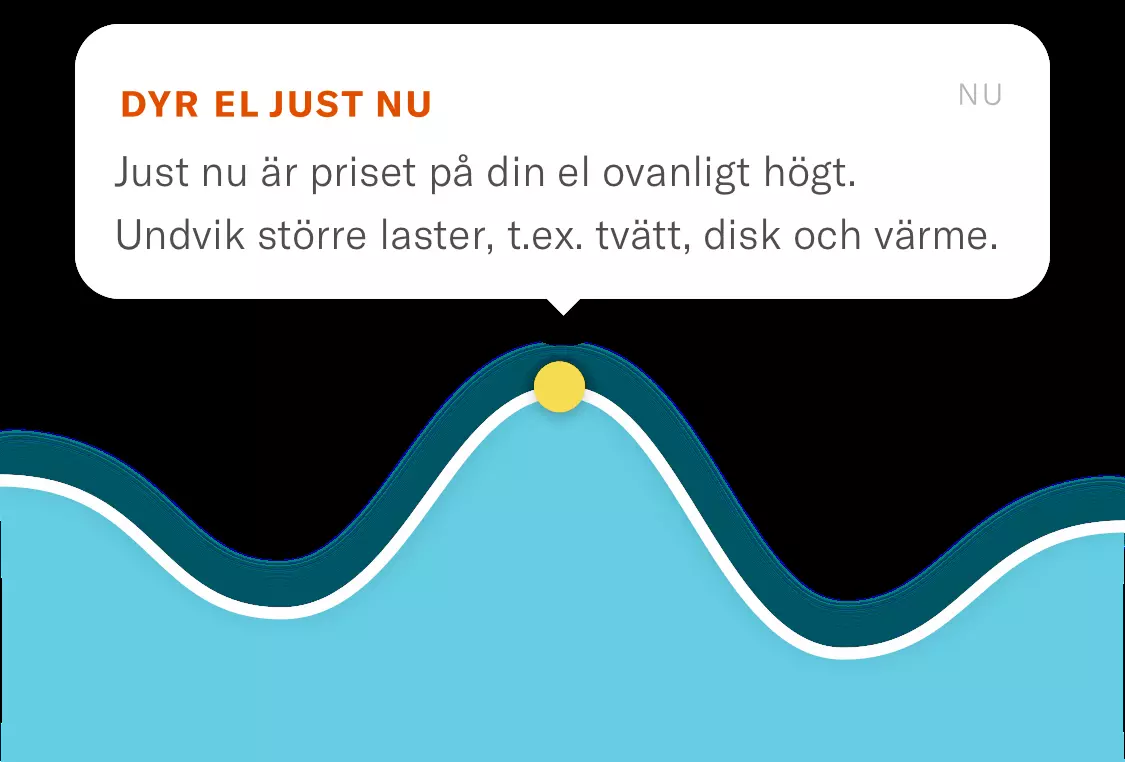 DYR EL JUST NU
NU
Just nu är priset på din el ovanligt högt.
Undvik större laster, t.ex. tvätt, disk och värme.